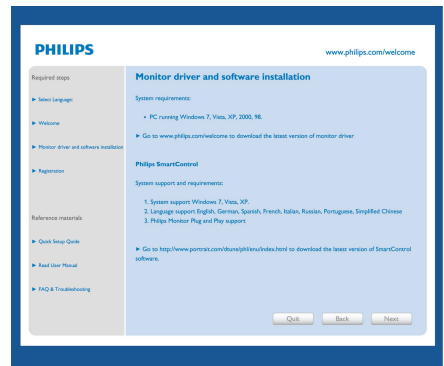 PHILIPS
www.philips.com/welcome
Required steps
► Select Language:
► Welcome
► Monitor driver and software installation
► Registration
Reference materials
► Quick Setup Guide
► Read User Manual
► FAQ & Troubleshooting
Monitor driver and software installation
System requirements:
• PC running Windows 7, Vista, XP, 2000, 98.
► Go to www.philips.com/welcome to download the latest version of monitor driver
Philips SmartControl
System support and requirements:
1. System support Windows 7, Vista, XP.
2. Language support English, German, Spanish, French, Italian, Russian, Portuguese, Simplified Chinese
3. Philips Monitor Plug and Play support
► Go to http://www.portrait.com/dtune/phl/enu/index.html to download the latest version of SmartControl
software.
Quit
Back
Next